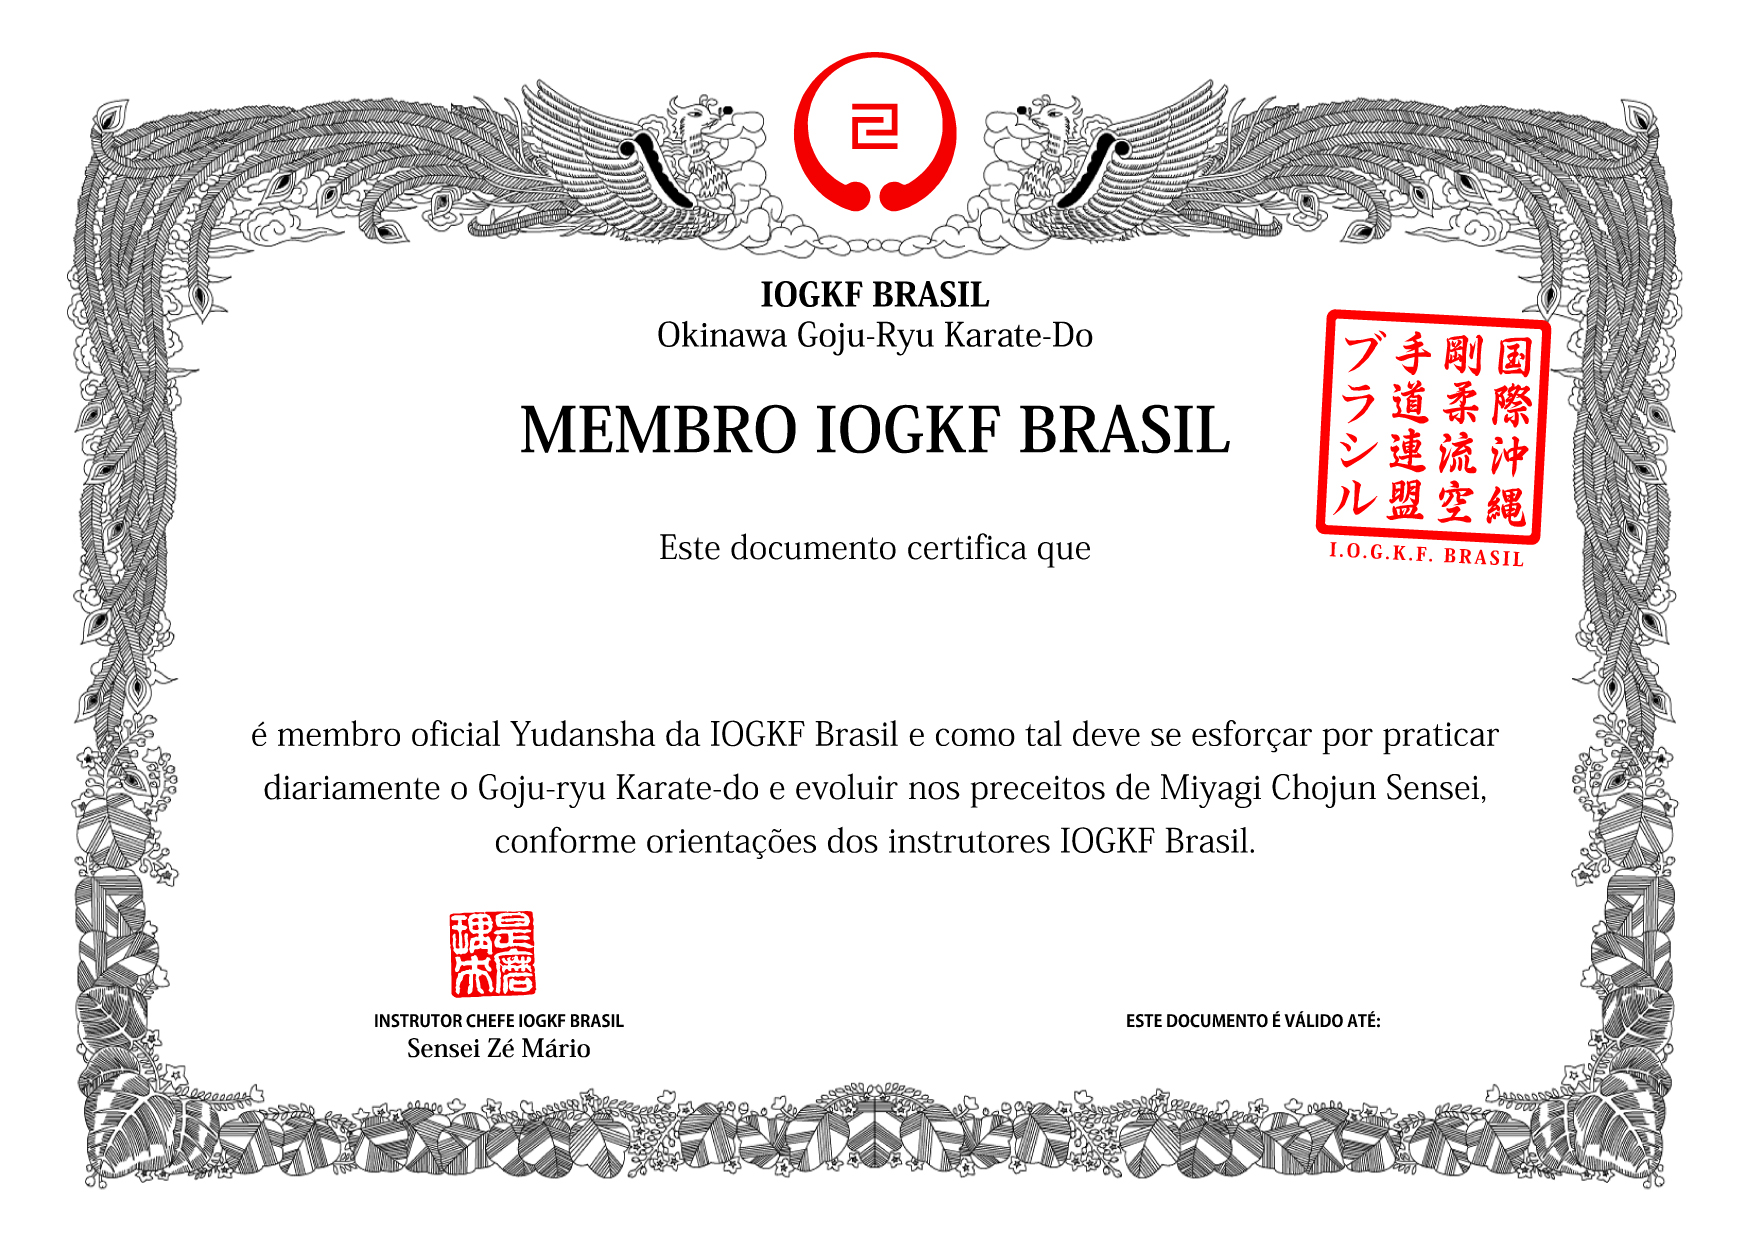 IOGKF BRASIL
Okinawa Goju-Ryu Karate-Do
MEMBRO IOGKF BRASIL
国際沖縄
剛柔流空
手道連盟
ブラシル
I.O.G.K.F. BRASIL
Este documento certifica que
é membro oficial Yudansha da IOGKF Brasil e como tal deve se esforçar por praticar
diariamente o Goju-ryu Karate-do e evoluir nos preceitos de Miyagi Chojun Sensei,
conforme orientações dos instrutores IOGKF Brasil.
INSTRUTOR CHEFE IOGKF BRASIL
Sensei Zé Mário
ESTE DOCUMENTO É VÁLIDO ATÉ: